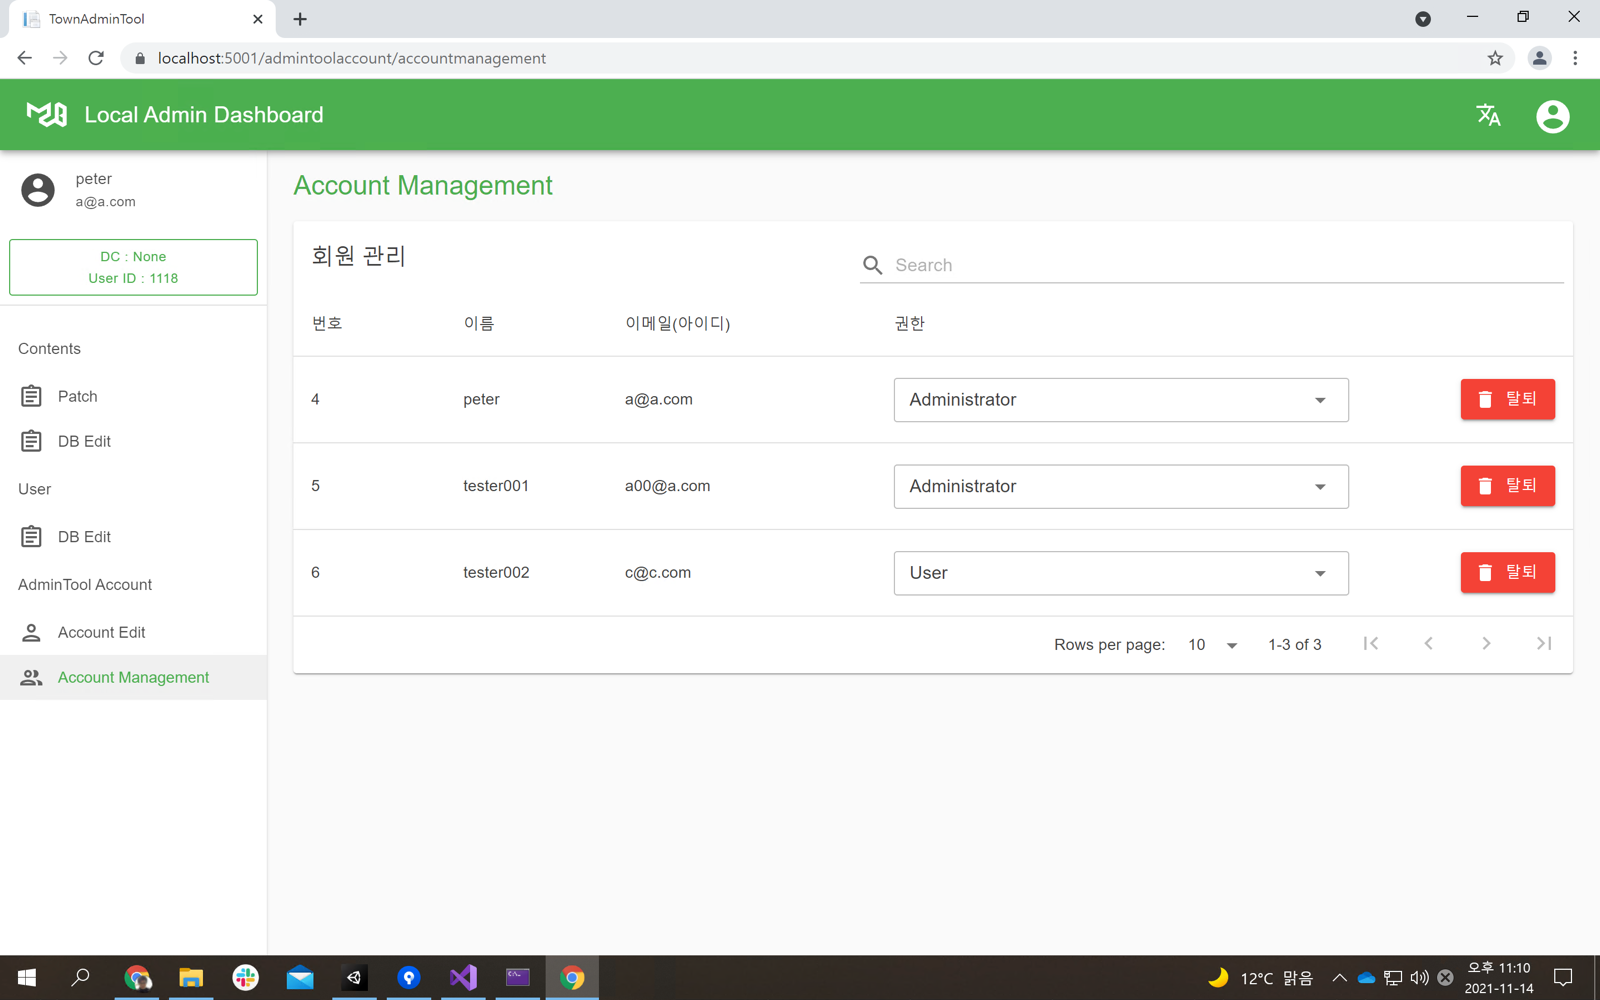 TownAdminTool
localhost:5001/admintoolaccount/accountmanagement
Local Admin Dashboard
peter
a@a.com
DC : None
User ID : 1118
Contents
Patch
DB Edit
User
DB Edit
AdminTool Account
Account Edit
Account Management
Account Management
회원 관리
Search
번호 이름 이메일(아이디) 권한
4 peter a@a.com Administrator 탈퇴
5 tester001 a00@a.com Administrator 탈퇴
6 tester002 c@c.com User 탈퇴
Rows per page: 10 1-3 of 3
12°C 맑음
오후 11:10
2021-11-14